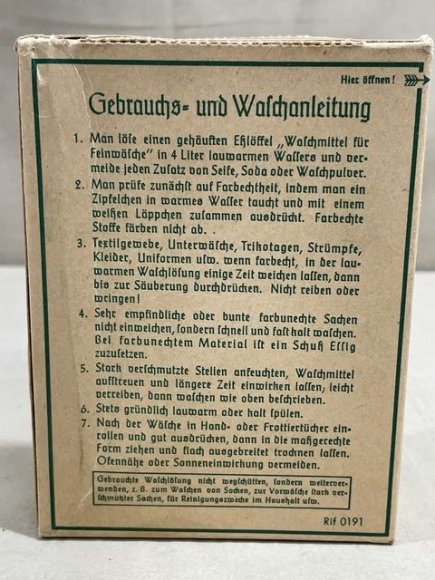 Hier öffnen!
Gebrauchs- und Waschanleitung
1. Man löse einen gehäuften Eßlöffel „Waschmittel für
Feinwäsche" in 4 Liter lauwarmen Wassers und ver-
meide jeden Zusatz von Seife, Soda oder Waschpulver.
2. Man prüfe zunächst auf Farbechtheit, indem man ein
Zipfelchen in warmes Wasser taucht und mit einem
weißen Läppchen zusammen ausdrückt. Farbechte
Stoffe färben nicht ab.
3. Textilgewebe, Unterwäsche, Trikotagen, Strümpfe,
Kleider, Uniformen usw. wenn farbecht, in der lau-
warmen Waschlösung einige Zeit weichen lassen, dann
bis zur Säuberung durchdrücken. Nicht reiben oder
wringen!
4. Sehr empfindliche oder bunte farbunechte Sachen
nicht einweichen, sondern schnell und fast kalt waschen.
Bei farbunechtem Material ist ein Schuß Essig
zuzusetzen.
5. Stark verschmutzte Stellen anfeuchten, Waschmittel
aufstreuen und längere Zeit einwirken lassen; leicht
verreiben, dann waschen wie oben beschrieben.
6. Stets gründlich lauwarm oder kalt spülen.
7. Nach der Wäsche in Hand- oder Frottiertücher ein-
rollen und gut ausdrücken, dann in die maßgerechte
Form ziehen und flach ausgebreitet trocknen lassen.
Ofennähe oder Sonneneinwirkung vermeiden.
Gebrauchte Waschlösung nicht wegschütten, sondern weiterver-
wenden, z. B. zum Waschen von Socken, zur Vorwäsche stark ver-
schmutzter Sachen, für Reinigungszwecke im Haushalt usw.
Rif 0191